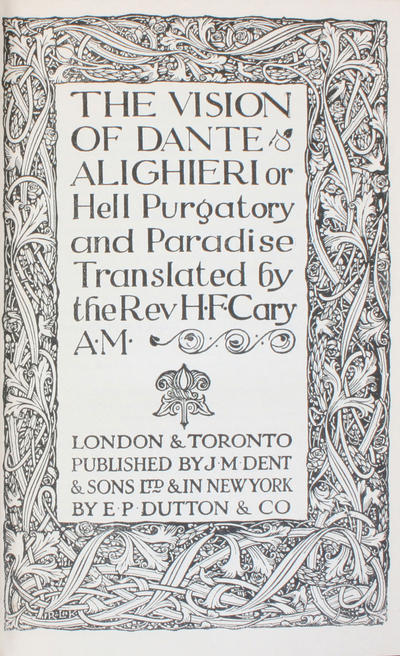 THE VISION
OF DANTE
ALIGHIERI or
Hell Purgatory
and Paradise
Translated by
the Rev H·F·Cary
A·M·
LONDON & TORONTO
PUBLISHED BY J·M·DENT
& SONS LTD & IN NEW YORK
BY E·P·DUTTON & CO